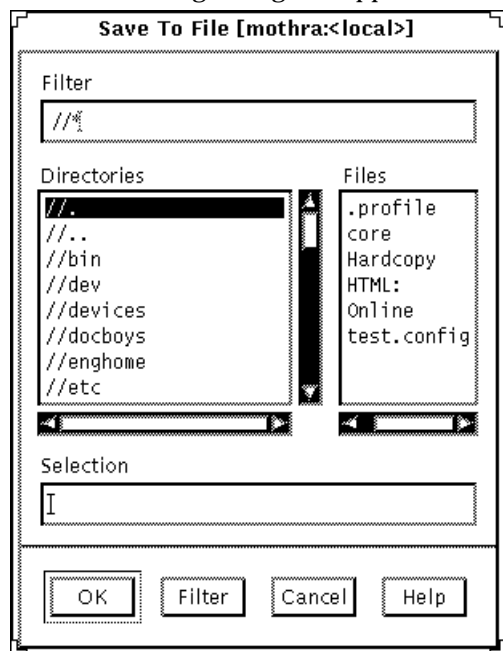 Save To File [mothra:<local>]
Filter
//*
Directories
//.
//..
//bin
//dev
//devices
//docboys
//enghome
//etc
Files
.profile
core
Hardcopy
HTML:
Online
test.config
Selection
OK
Filter
Cancel
Help